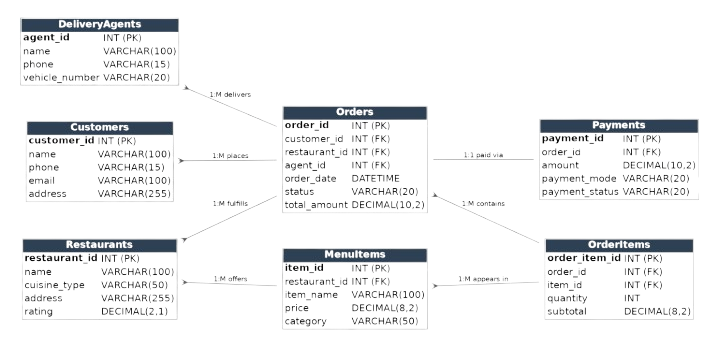 DeliveryAgents
agent_id INT (PK)
name VARCHAR(100)
phone VARCHAR(15)
vehicle_number VARCHAR(20)
1:M delivers
Customers
customer_id INT (PK)
name VARCHAR(100)
phone VARCHAR(15)
email VARCHAR(100)
address VARCHAR(255)
1:M places
Orders
order_id INT (PK)
customer_id INT (FK)
restaurant_id INT (FK)
agent_id INT (FK)
order_date DATETIME
status VARCHAR(20)
total_amount DECIMAL(10,2)
1:1 paid via
Payments
payment_id INT (PK)
order_id INT (FK)
amount DECIMAL(10,2)
payment_mode VARCHAR(20)
payment_status VARCHAR(20)
1:M fulfills
1:M contains
Restaurants
restaurant_id INT (PK)
name VARCHAR(100)
cuisine_type VARCHAR(50)
address VARCHAR(255)
rating DECIMAL(2,1)
1:M offers
MenuItems
item_id INT (PK)
restaurant_id INT (FK)
item_name VARCHAR(100)
price DECIMAL(8,2)
category VARCHAR(50)
1:M appears in
OrderItems
order_item_id INT (PK)
order_id INT (FK)
item_id INT (FK)
quantity INT
subtotal DECIMAL(8,2)